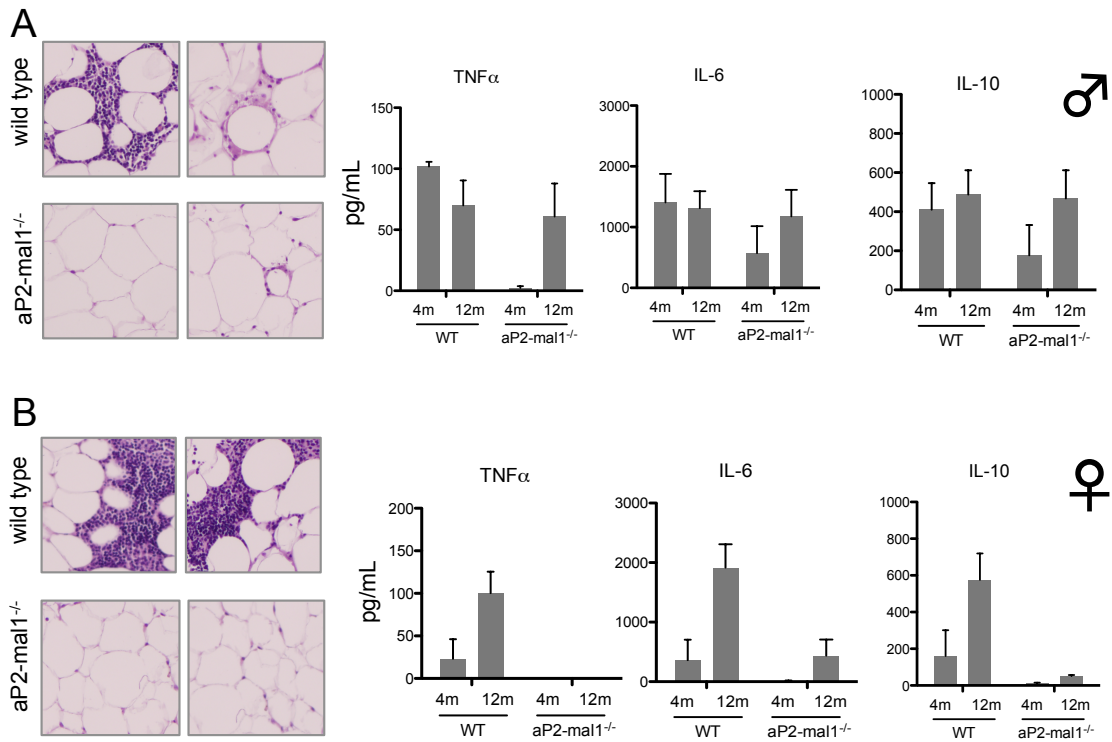 A
wild type
aP2-mal1-/-
TNFα
pg/mL
150
100
50
0
4m 12m 4m 12m
WT aP2-mal1-/-
IL-6
3000
2000
1000
0
4m 12m 4m 12m
WT aP2-mal1-/-
IL-10
1000
800
600
400
200
0
4m 12m 4m 12m
WT aP2-mal1-/-
♂
B
wild type
aP2-mal1-/-
TNFα
pg/mL
200
150
100
50
0
4m 12m 4m 12m
WT aP2-mal1-/-
IL-6
3000
2000
1000
0
4m 12m 4m 12m
WT aP2-mal1-/-
IL-10
1000
800
600
400
200
0
4m 12m 4m 12m
WT aP2-mal1-/-
♀